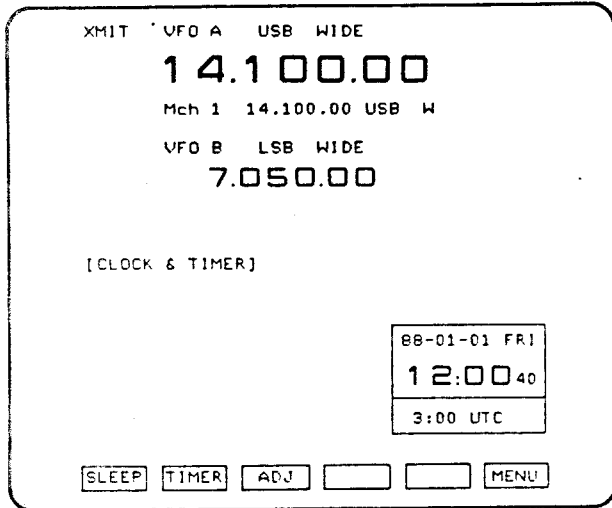 XMIT VFO A USB WIDE
14.100.00
Mch 1 14.100.00 USB W
VFO B LSB WIDE
7.050.00
[CLOCK & TIMER]
88-01-01 FRI
12:00 40
3:00 UTC
SLEEP TIMER ADJ MENU